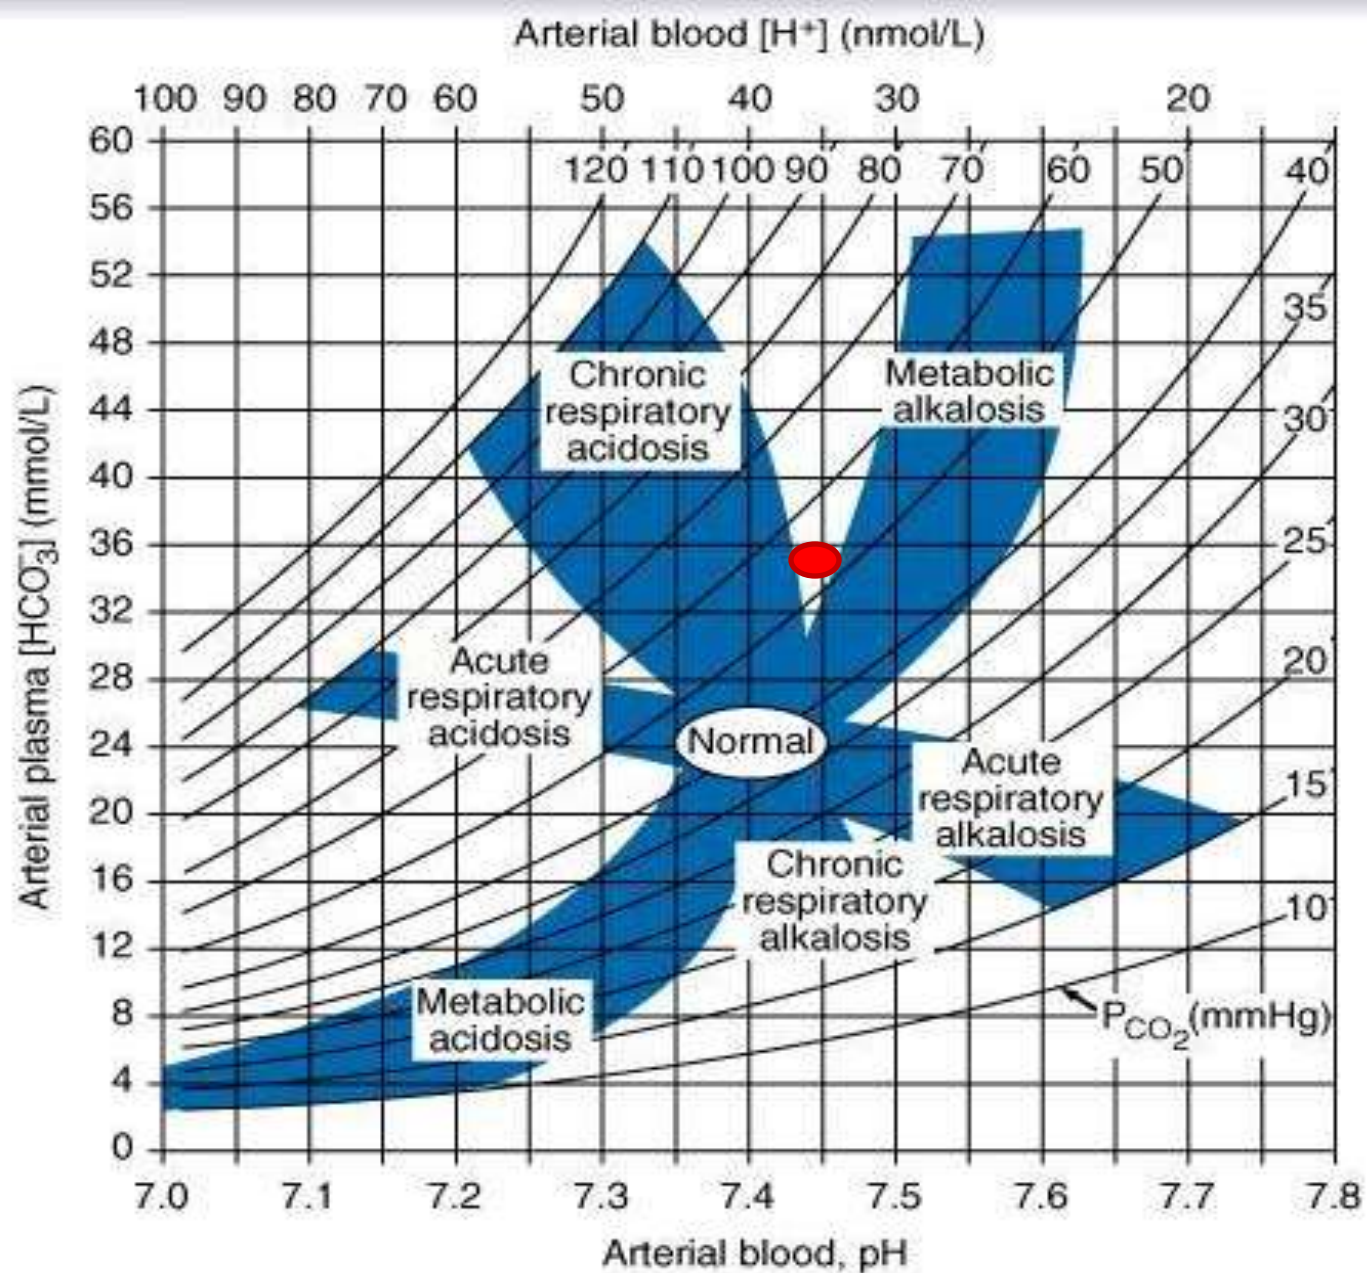 Arterial blood [H⁺] (nmol/L)
100 90 80 70 60 50 40 30 20
60
120 110 100 90 80 70 60 50 40
56
52
35
48
Chronic
respiratory
acidosis
Metabolic
alkalosis
44
30
40
36
25
32
Acute
respiratory
acidosis
28
20
24
Normal
Acute
respiratory
alkalosis
20
15
Chronic
respiratory
alkalosis
16
10
12
Metabolic
acidosis
8
PCO₂(mmHg)
4
0
7.0 7.1 7.2 7.3 7.4 7.5 7.6 7.7 7.8
Arterial blood, pH
Arterial plasma [HCO₃⁻] (mmol/L)